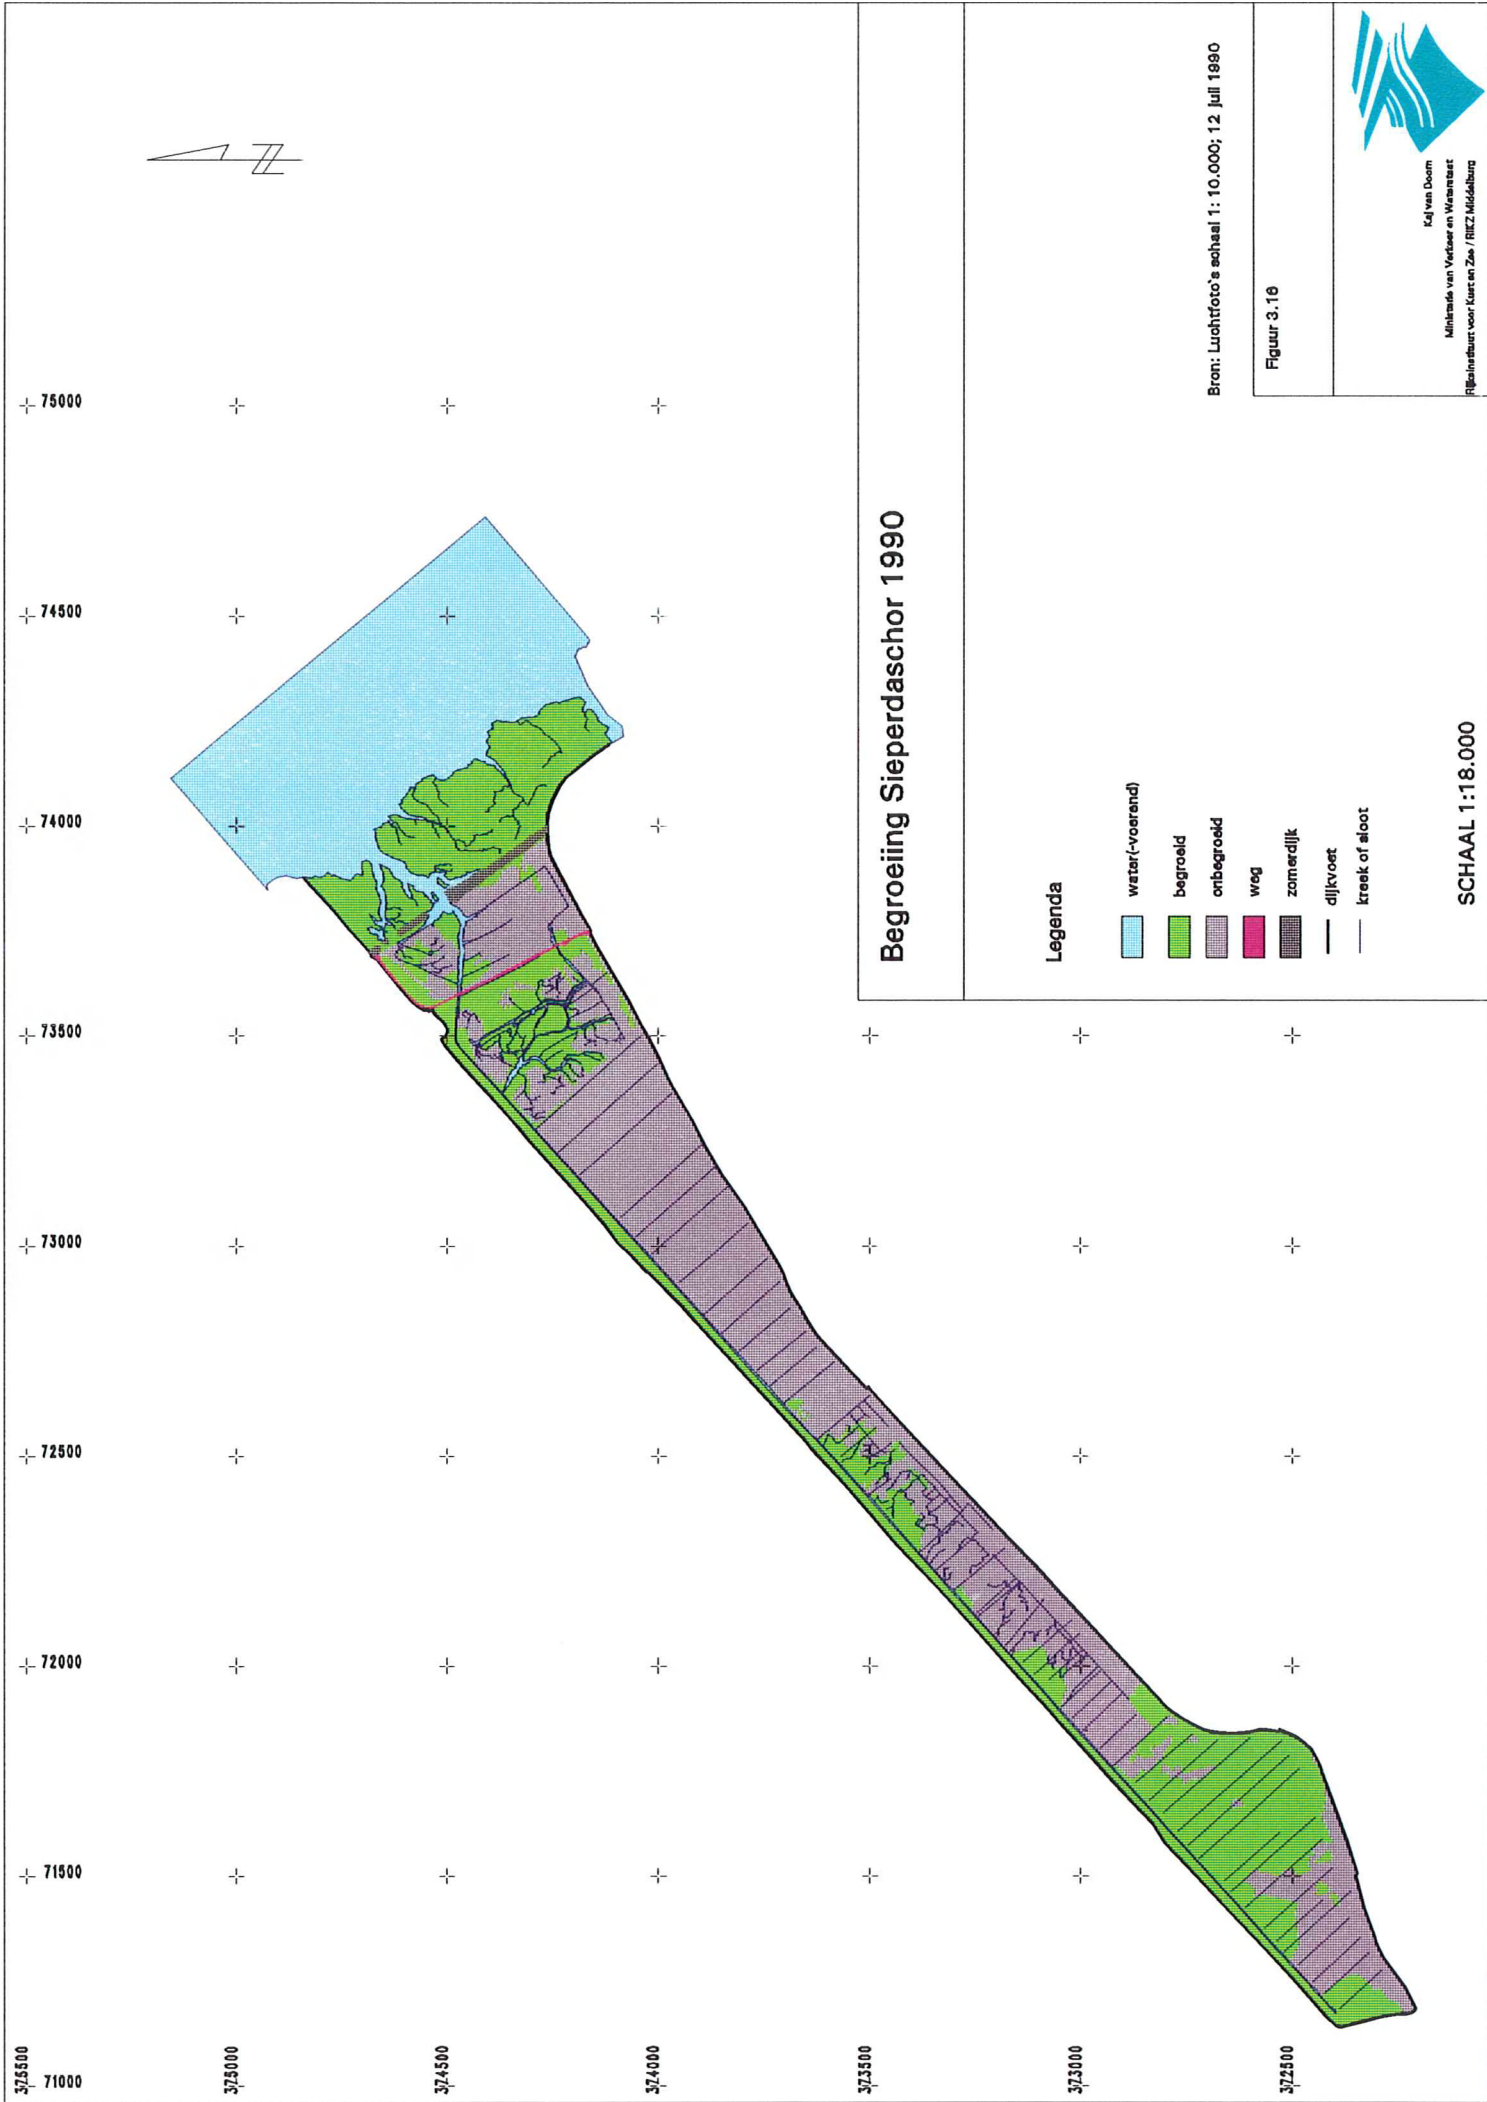 375500
375000
374500
374000
373500
373000
372500
71000
71500
72000
72500
73000
73500
74000
74500
75000
N
Begroeiing Sieperdaschor 1990
Legenda
water(-voerend)
begroeid
onbegroeid
weg
zomerdijk
dijkvoet
kreek of sloot
SCHAAL 1:18.000
Bron: Luchtfoto's schaal 1: 10.000; 12 juli 1990
Figuur 3.16
Kaj van Doorn
Ministerie van Verkeer en Waterstaat
Rijksinstituut voor Kust en Zee / RIKZ Middelburg